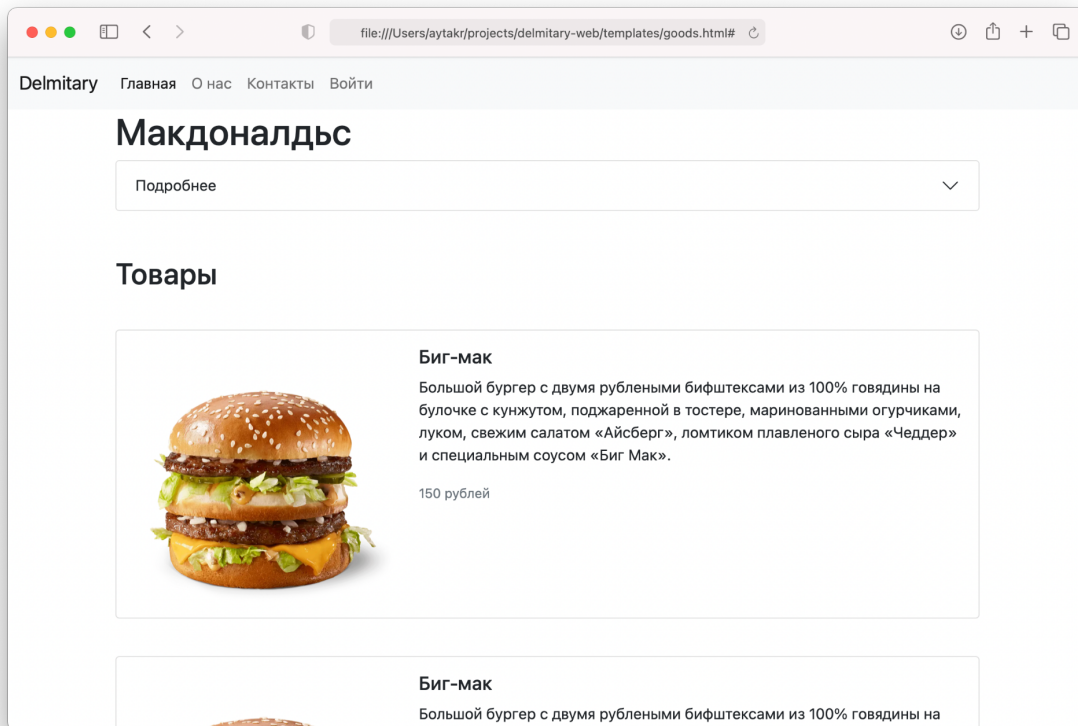 file:///Users/aytakr/projects/delmitary-web/templates/goods.html#
Delmitary Главная О нас Контакты Войти
Макдоналдьс
Подробнее
Товары
Биг-мак
Большой бургер с двумя рублеными бифштексами из 100% говядины на
булочке с кунжутом, поджаренной в тостере, маринованными огурчиками,
луком, свежим салатом «Айсберг», ломтиком плавленого сыра «Чеддер»
и специальным соусом «Биг Мак».
150 рублей
Биг-мак
Большой бургер с двумя рублеными бифштексами из 100% говядины на